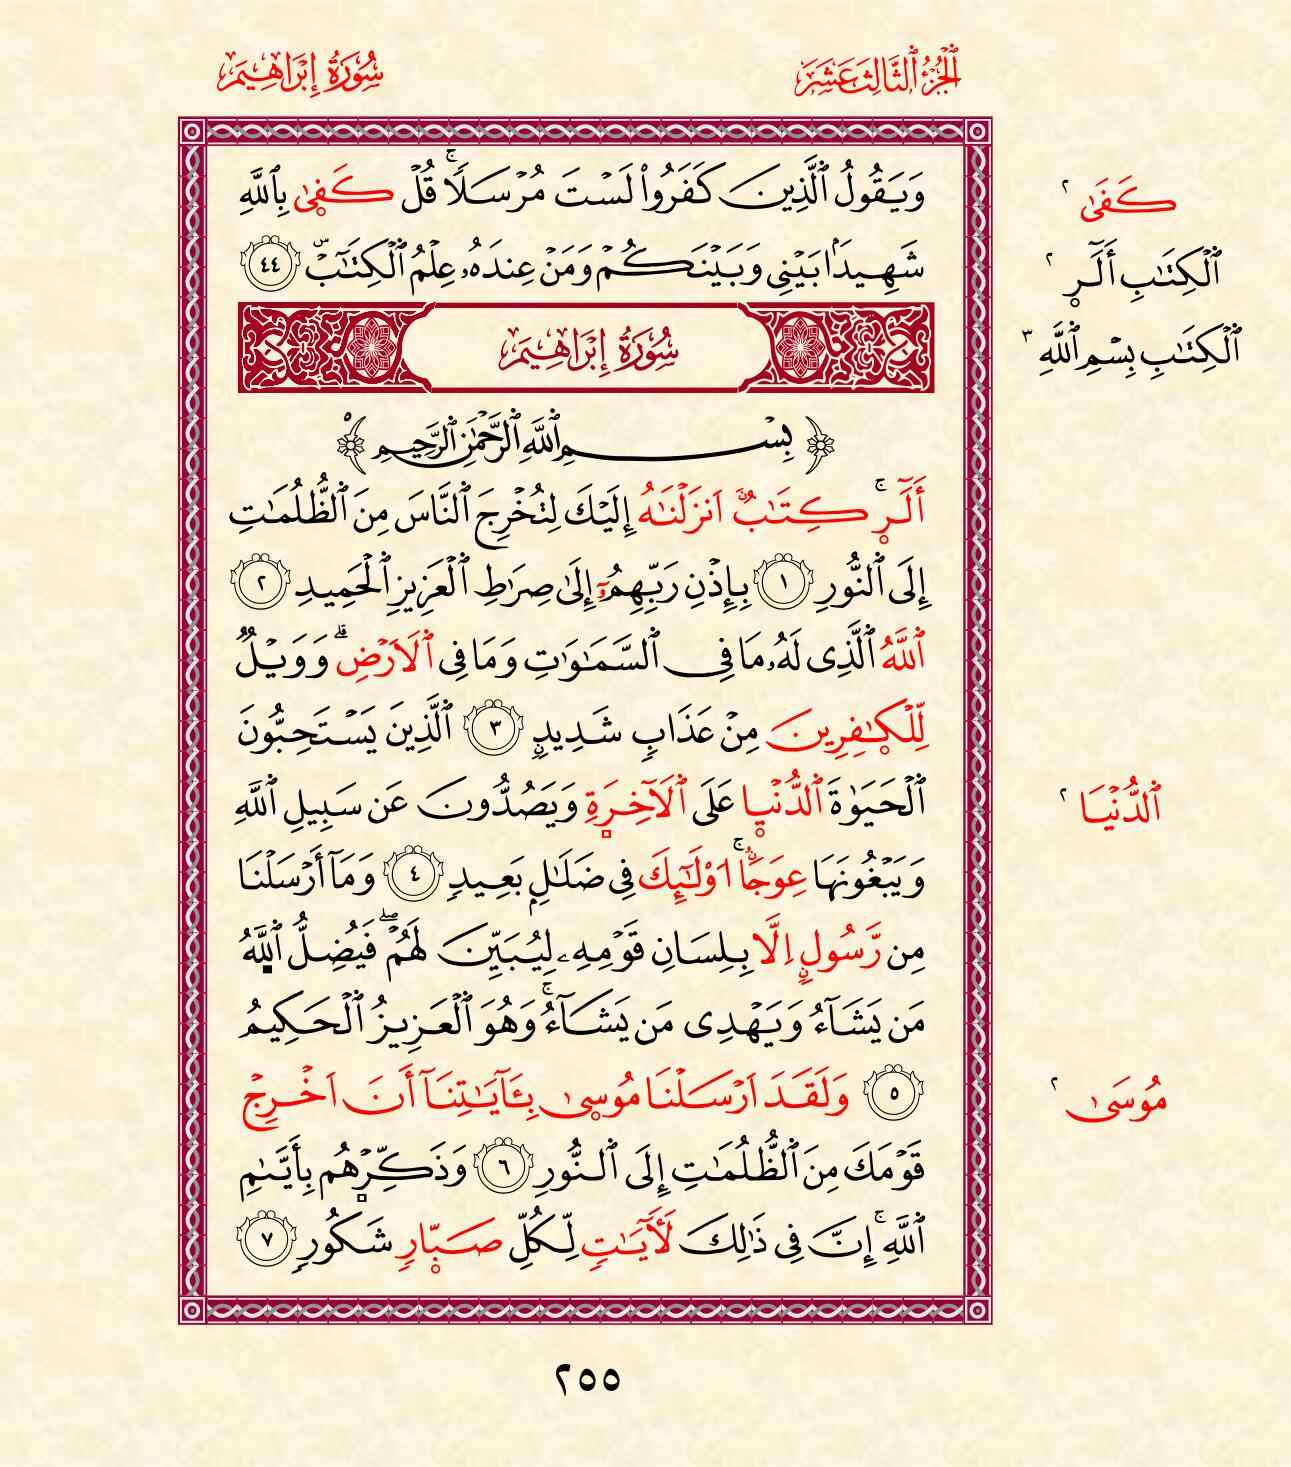 الجُزْءُ ٱلثَّالِثَ عَشَرَ
سُورَةُ إِبْرَاهِيمَ
وَيَقُولُ ٱلَّذِينَ كَفَرُواْ لَسْتَ مُرْسَلًاۚ قُلْ كَفٜىٰ بِٱللَّهِ
شَهِيدَۢا بَيْنِي وَبَيْنَكُمْ وَمَنْ عِندَهُۥ عِلْمُ ٱلْكِتَٰبِۖ ٤٤
سُورَةُ إِبْرَاهِيمَ
بِسْمِ ٱللَّهِ ٱلرَّحْمَٰنِ ٱلرَّحِيمِ
أَلَٓرٜۚ كِتَٰبٌ اَنزَلْنَٰهُ إِلَيْكَ لِتُخْرِجَ ٱلنَّاسَ مِنَ ٱلظُّلُمَٰتِ
إِلَى ٱلنُّورِ ١ بِإِذْنِ رَبِّهِمُۥٓ إِلَىٰ صِرَٰطِ ٱلْعَزِيزِ ٱلْحَمِيدِ ٢
ٱللَّهُ ٱلَّذِى لَهُۥ مَا فِى ٱلسَّمَٰوَٰتِ وَمَا فِى ٱلَارْضِۗ وَوَيْلٌ
لِّلْكٰٜفِرِينَ مِنْ عَذَابٖ شَدِيدٍ ٣ ٱلَّذِينَ يَسْتَحِبُّونَ
ٱلْحَيَوٰةَ ٱلدُّنْيٜا عَلَى ٱلَاخِرَةِ وَيَصُدُّونَ عَن سَبِيلِ ٱللَّهِ
وَيَبْغُونَهَا عِوَجًاۚ ا۟وْلَٰٓئِكَ فِى ضَلَٰلِۢ بَعِيدٖ ٤ وَمَآ أَرْسَلْنَا
مِن رَّسُولٍ اِلَّا بِلِسَانِ قَوْمِهِۦ لِيُبَيِّنَ لَهُمْۖ فَيُضِلُّ ٱللَّهُ
مَن يَشَآءُ وَيَهْدِى مَن يَشَآءُۚ وَهُوَ ٱلْعَزِيزُ ٱلْحَكِيمُ
٥ وَلَقَدَ اَرْسَلْنَا مُوسٜىٰ بِـَٔايَٰتِنَآ أَنَ اَخْرِجْ
قَوْمَكَ مِنَ ٱلظُّلُمَٰتِ إِلَى ٱلنُّورِ ٦ وَذَكِّرْهُم بِأَيَّىٰمِ
ٱللَّهِۚ إِنَّ فِى ذَٰلِكَ لَأٓيَٰتٖ لِّكُلِّ صَبّٜارٖ شَكُورٖ ٧
كَفَىٰ ٢
ٱلْكِتَٰبِ أَلَٓرٜ ٢
ٱلْكِتَٰبِ بِسْمِ ٱللَّهِ ٣
ٱلدُّنْيَا ٢
مُوسَىٰ ٢
٢٥٥